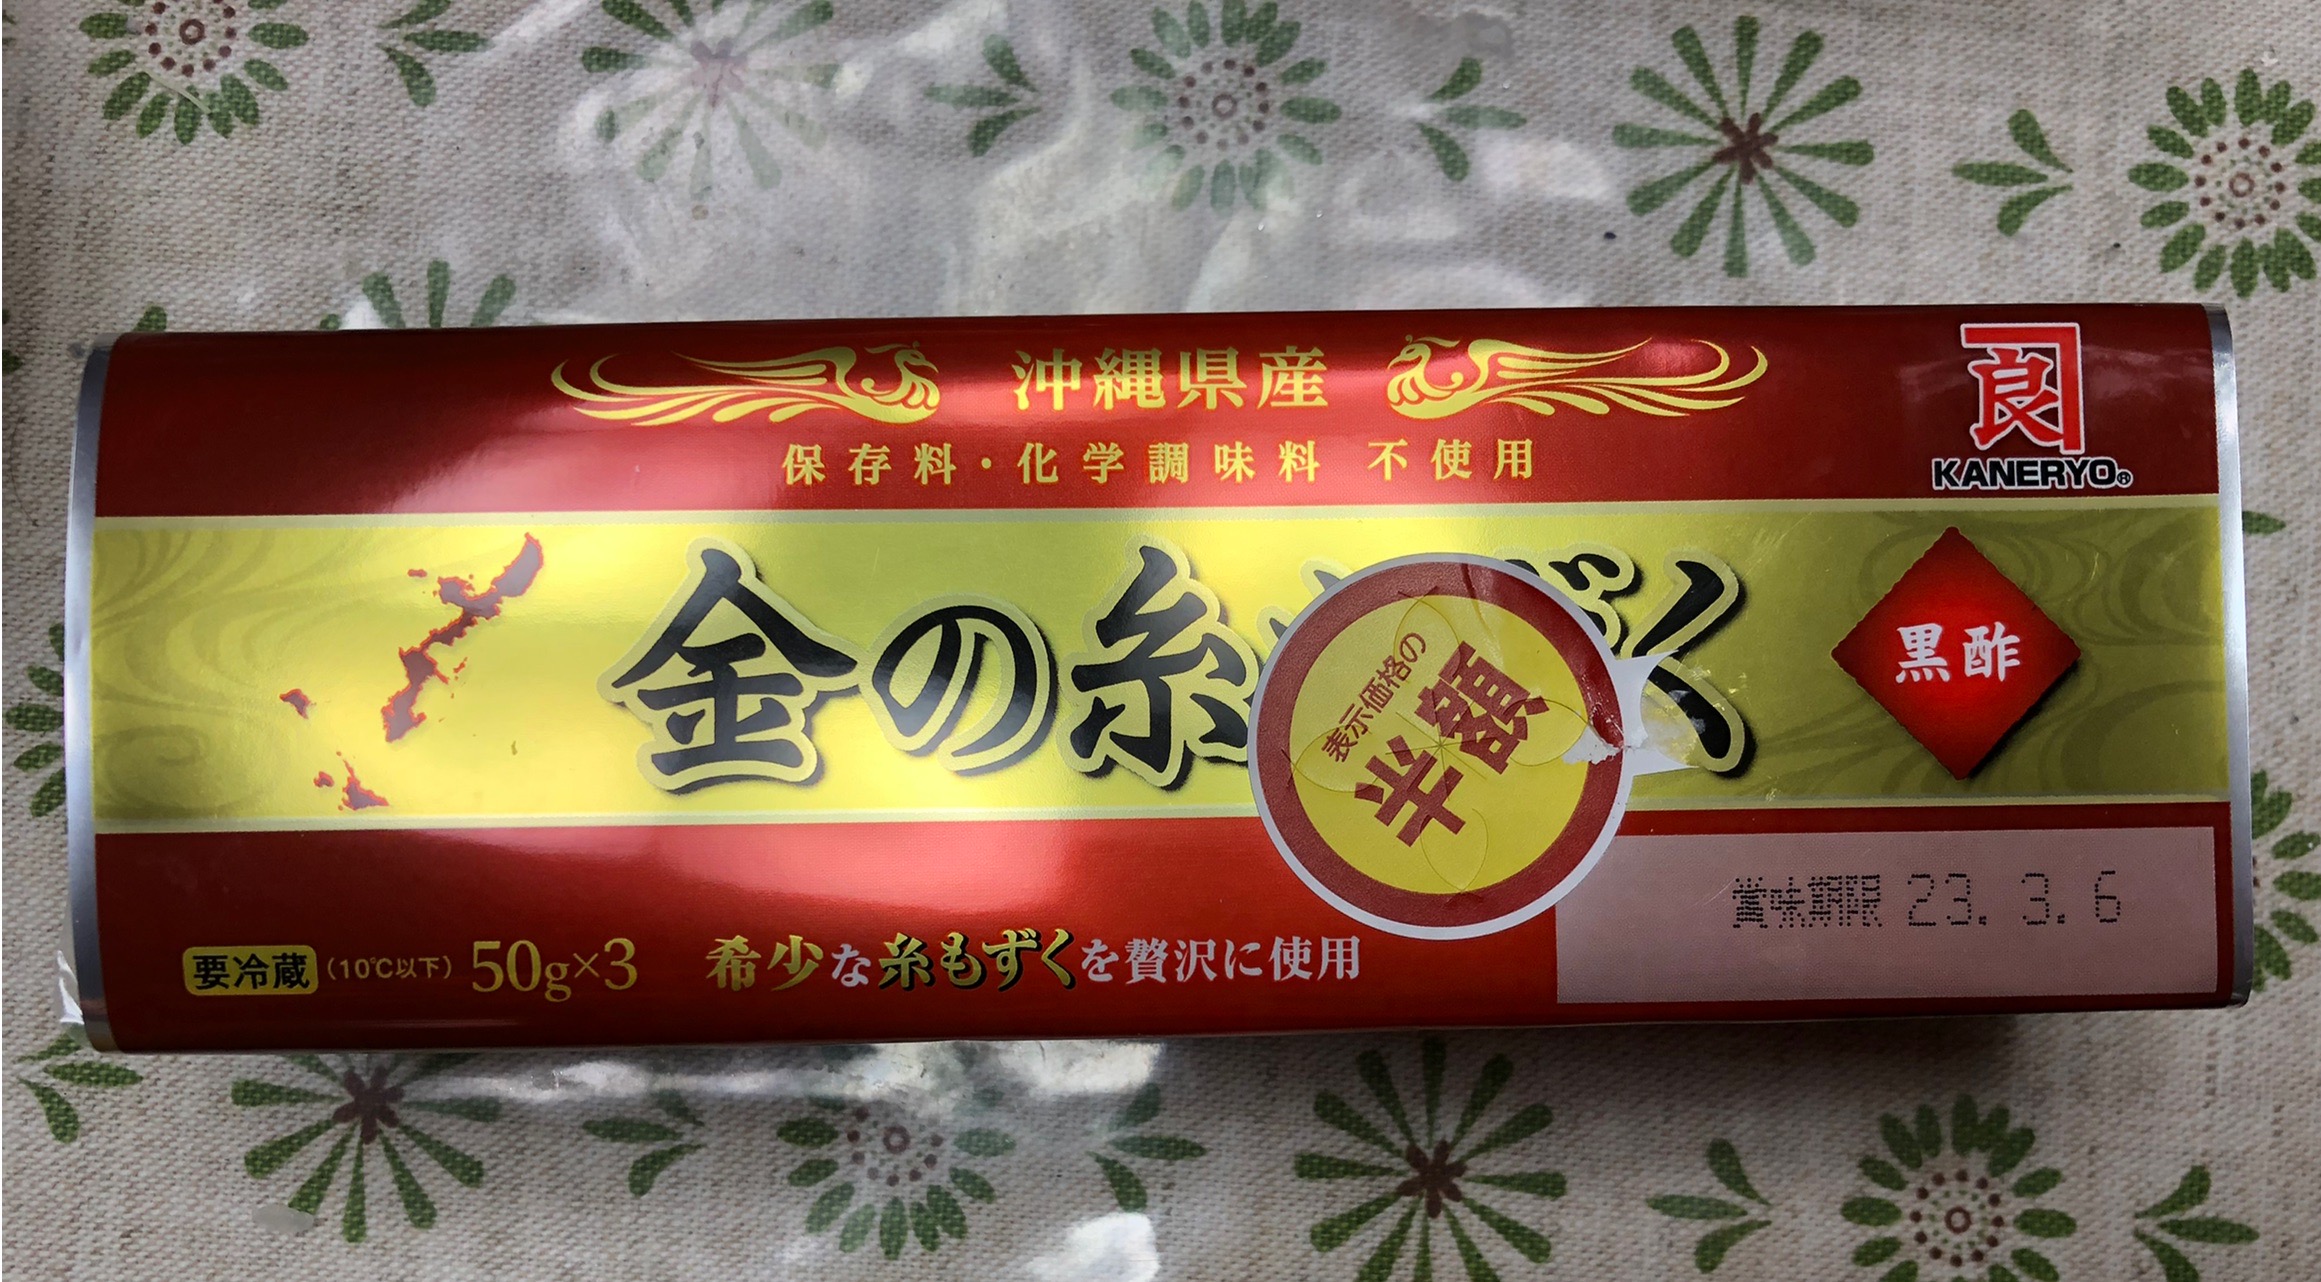 沖縄県産
良
KANERYO®
保存料・化学調味料 不使用
金の糸 ずく
黒酢
表示価格の
半額
賞味期限 23. 3. 6
要冷蔵 (10℃以下) 50g×3 希少な糸もずくを贅沢に使用